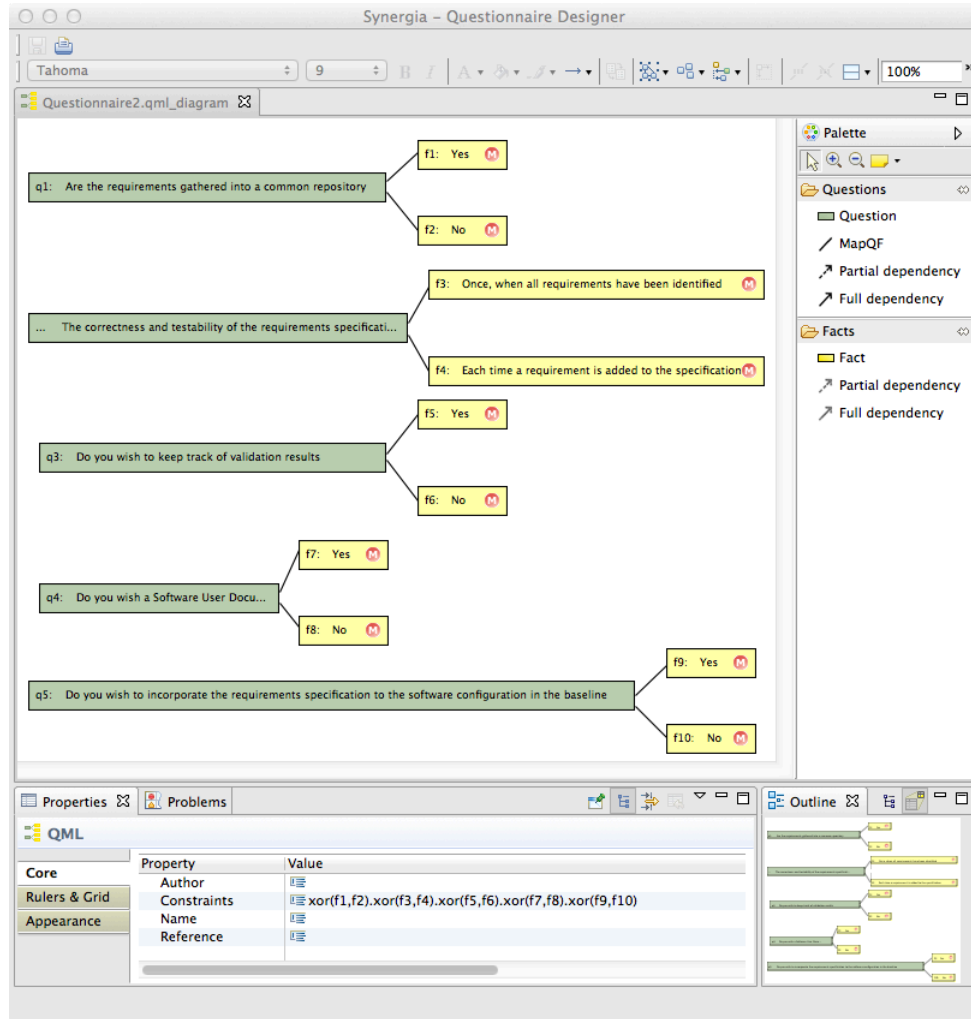 Synergia – Questionnaire Designer
Tahoma 9 B I A 100%
Questionnaire2.qml_diagram
Palette
Questions
Question
MapQF
Partial dependency
Full dependency
Facts
Fact
Partial dependency
Full dependency
f1: Yes M
q1: Are the requirements gathered into a common repository
f2: No M
f3: Once, when all requirements have been identified M
... The correctness and testability of the requirements specificati...
f4: Each time a requirement is added to the specification M
f5: Yes M
q3: Do you wish to keep track of validation results
f6: No M
f7: Yes M
q4: Do you wish a Software User Docu...
f8: No M
f9: Yes M
q5: Do you wish to incorporate the requirements specification to the software configuration in the baseline
f10: No M
Properties Problems
QML
Core
Rulers & Grid
Appearance
Property Value
Author
Constraints xor(f1,f2).xor(f3,f4).xor(f5,f6).xor(f7,f8).xor(f9,f10)
Name
Reference
Outline